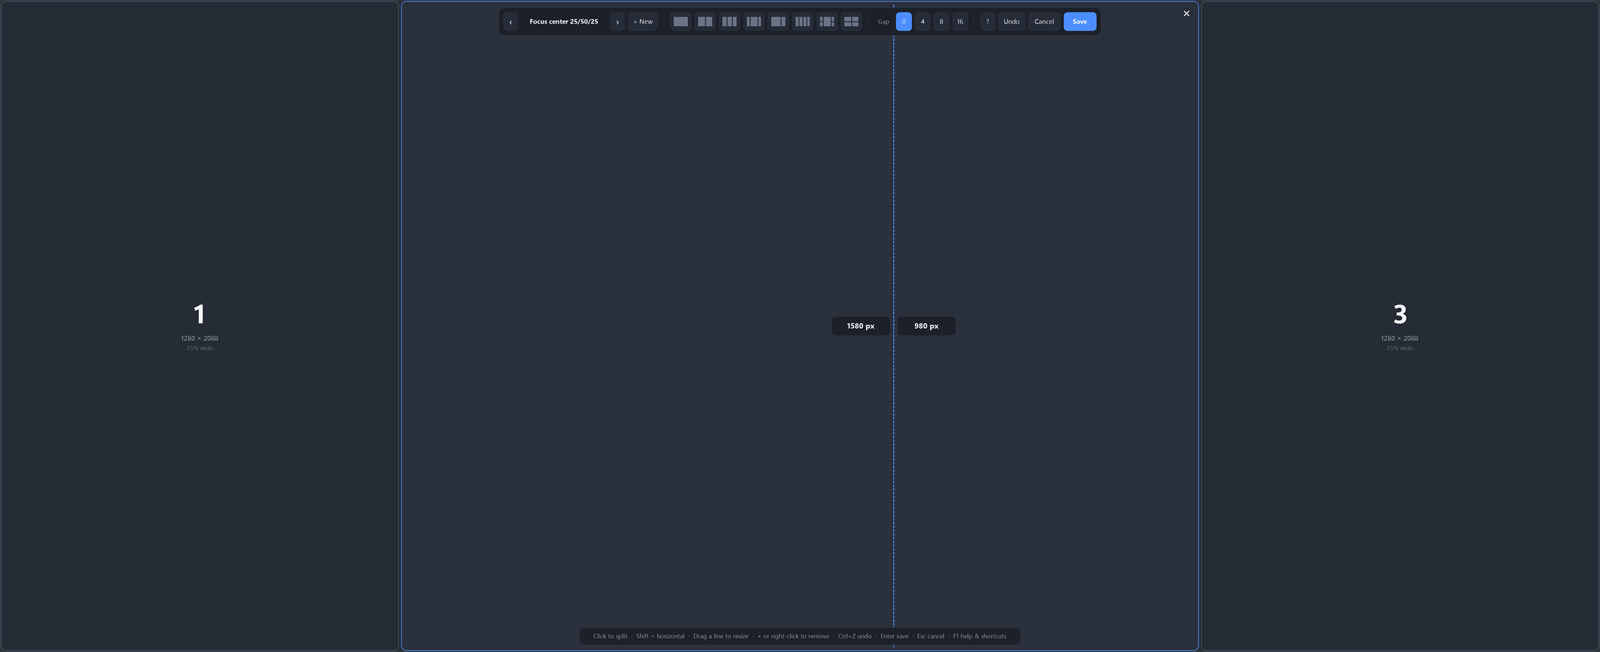 ‹ Focus center 25/50/25 › + New Gap 0 4 8 16 ? Undo Cancel Save ✕
1580 px 980 px
1
1280 × 2088
25% wide
3
1280 × 2088
25% wide
Click to split · Shift = horizontal · Drag a line to resize · × or right-click to remove · Ctrl+Z undo · Enter save · Esc cancel · F1 help & shortcuts